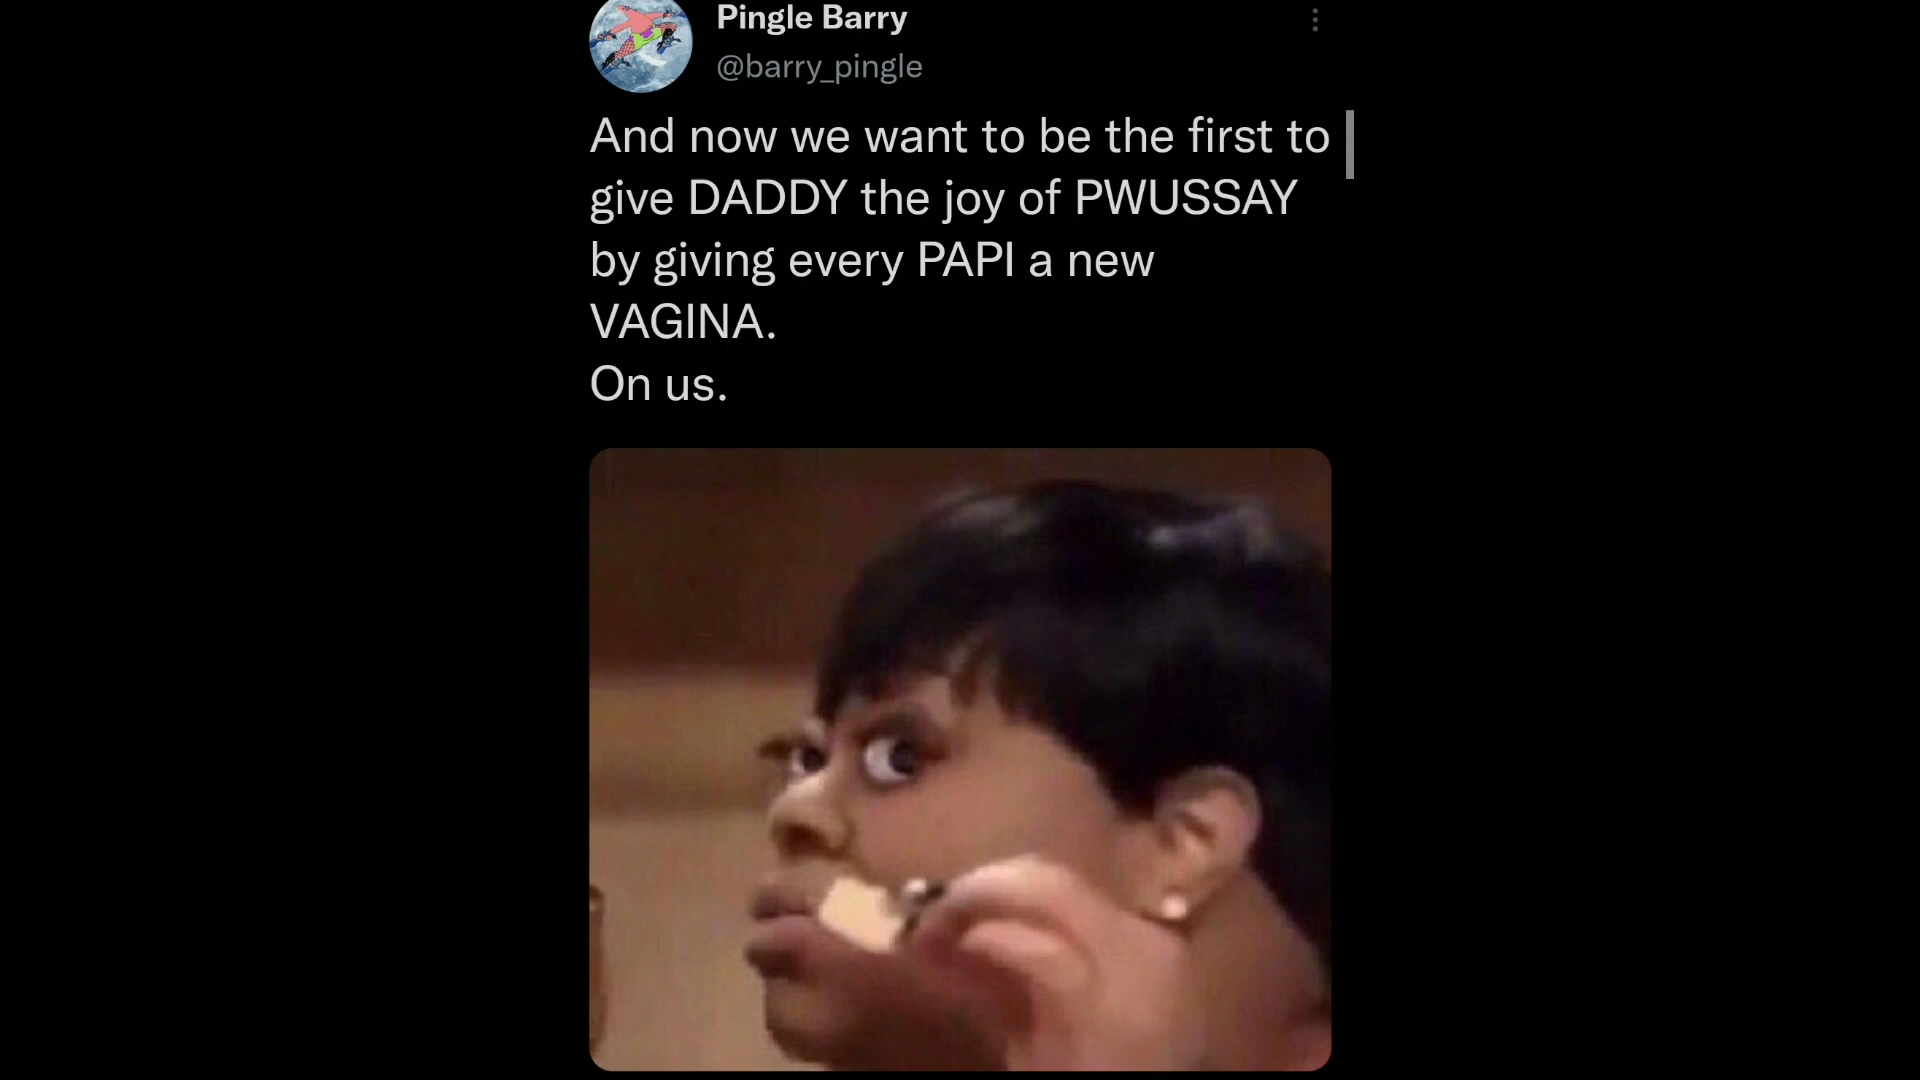 Pingle Barry
@barry_pingle
And now we want to be the first to
give DADDY the joy of PWUSSAY
by giving every PAPI a new
VAGINA.
On us.